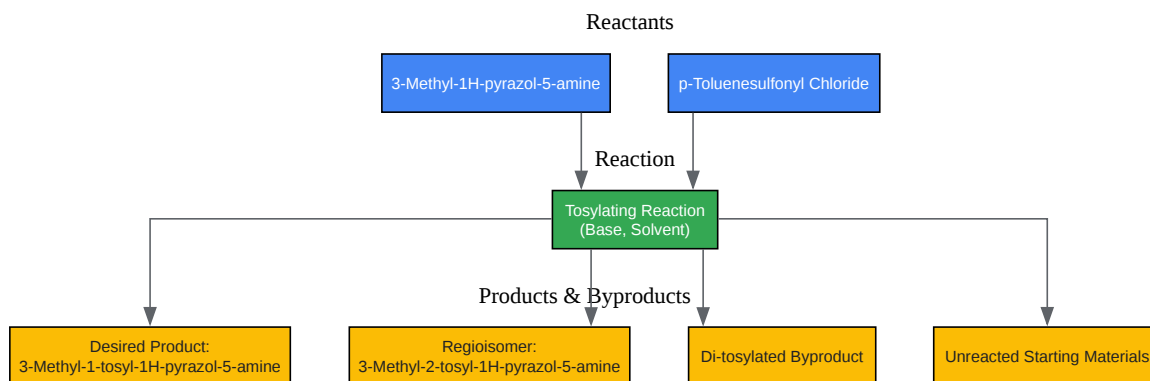 Reactants
3-Methyl-1H-pyrazol-5-amine
p-Toluenesulfonyl Chloride
Reaction
Tosylating Reaction
(Base, Solvent)
Products & Byproducts
Desired Product:
3-Methyl-1-tosyl-1H-pyrazol-5-amine
Regioisomer:
3-Methyl-2-tosyl-1H-pyrazol-5-amine
Di-tosylated Byproduct
Unreacted Starting Materials